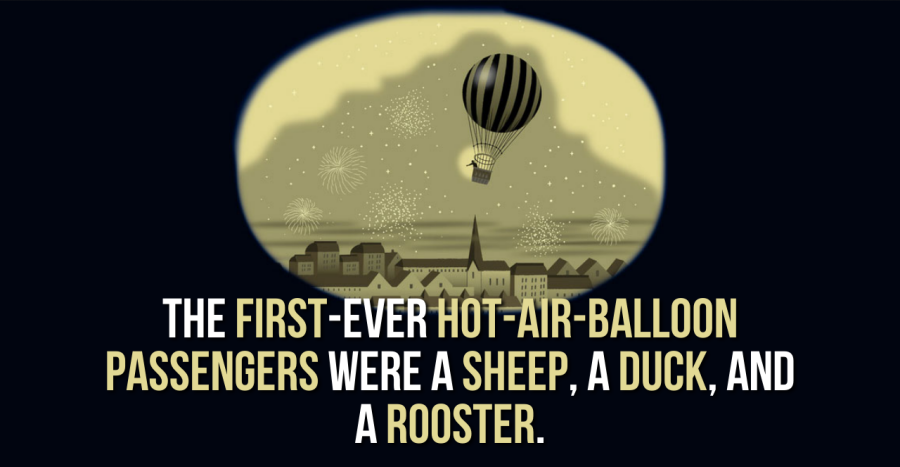 THE FIRST-EVER HOT-AIR-BALLOON
PASSENGERS WERE A SHEEP, A DUCK, AND
A ROOSTER.